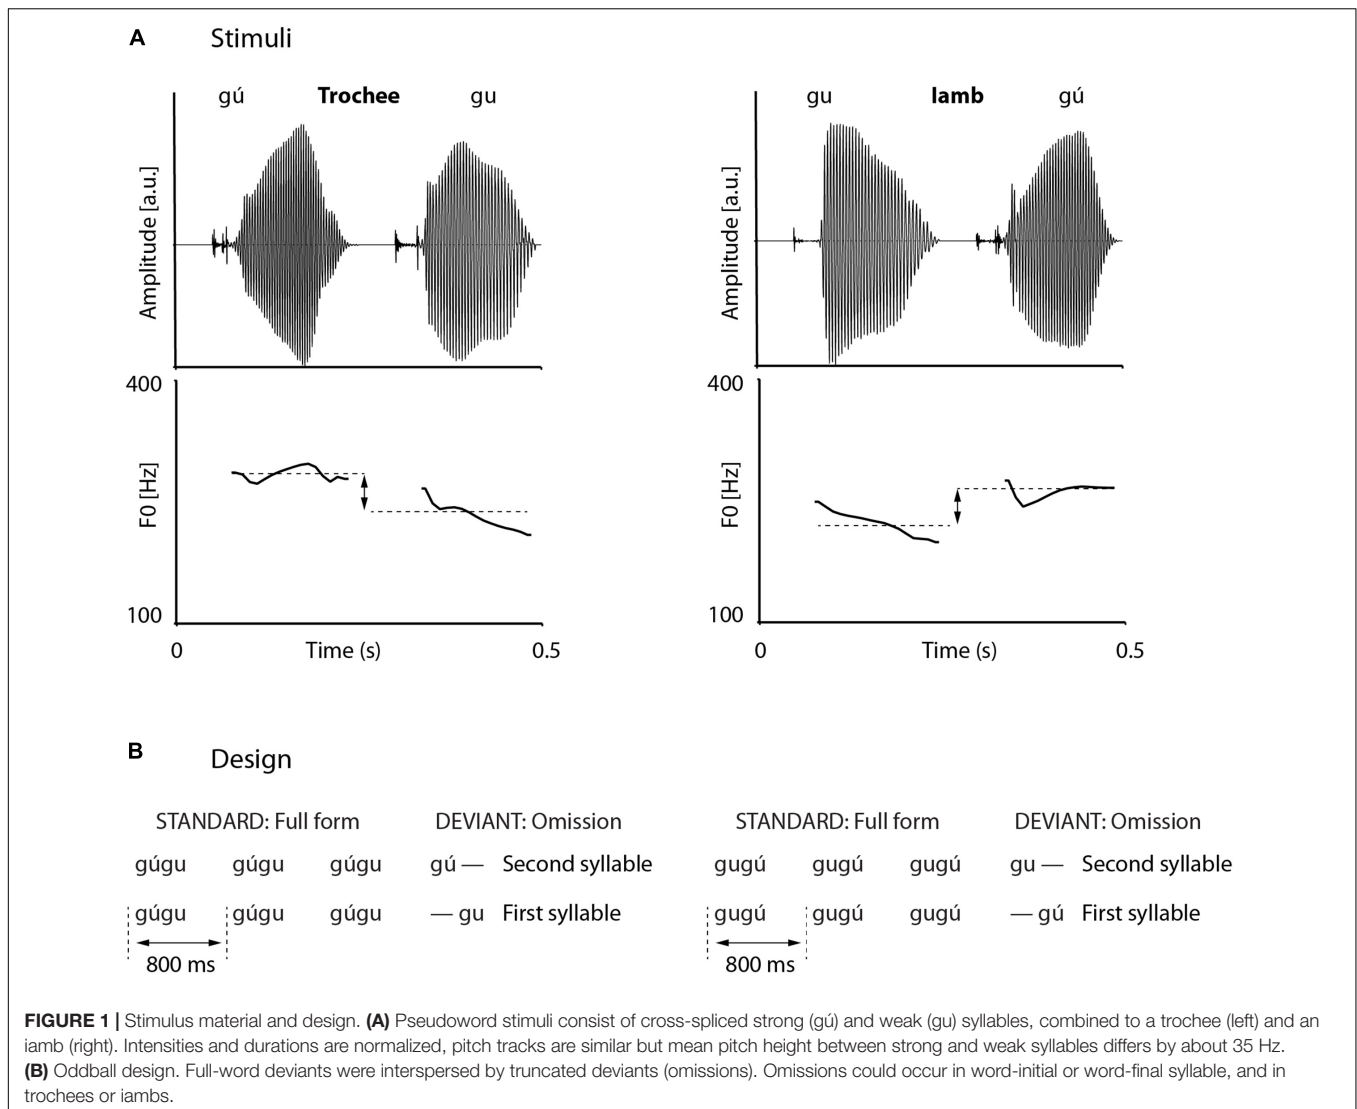 A Stimuli
gú Trochee gu
gu Iamb gú
Amplitude [a.u.]
Amplitude [a.u.]
400
F0 [Hz]
100
0 Time (s) 0.5
400
F0 [Hz]
100
0 Time (s) 0.5
B Design
STANDARD: Full form DEVIANT: Omission STANDARD: Full form DEVIANT: Omission
gúgu gúgu gúgu gú — Second syllable gugú gugú gugú gu — Second syllable
gúgu gúgu gúgu — gu First syllable gugú gugú gugú — gú First syllable
800 ms 800 ms
FIGURE 1 | Stimulus material and design. (A) Pseudoword stimuli consist of cross-spliced strong (gú) and weak (gu) syllables, combined to a trochee (left) and an
iamb (right). Intensities and durations are normalized, pitch tracks are similar but mean pitch height between strong and weak syllables differs by about 35 Hz.
(B) Oddball design. Full-word deviants were interspersed by truncated deviants (omissions). Omissions could occur in word-initial or word-final syllable, and in
trochees or iambs.